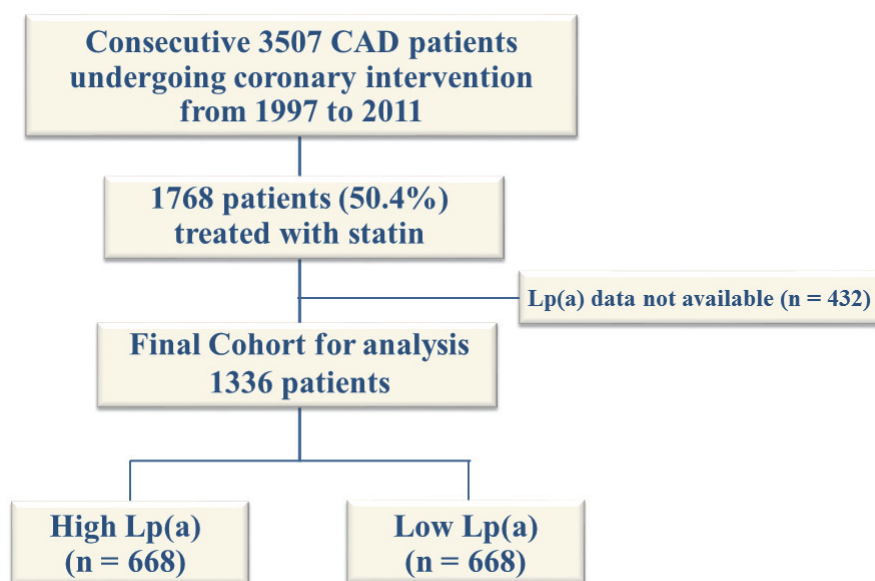 Consecutive 3507 CAD patients
undergoing coronary intervention
from 1997 to 2011
1768 patients (50.4%)
treated with statin
Lp(a) data not available (n = 432)
Final Cohort for analysis
1336 patients
High Lp(a)
(n = 668)
Low Lp(a)
(n = 668)